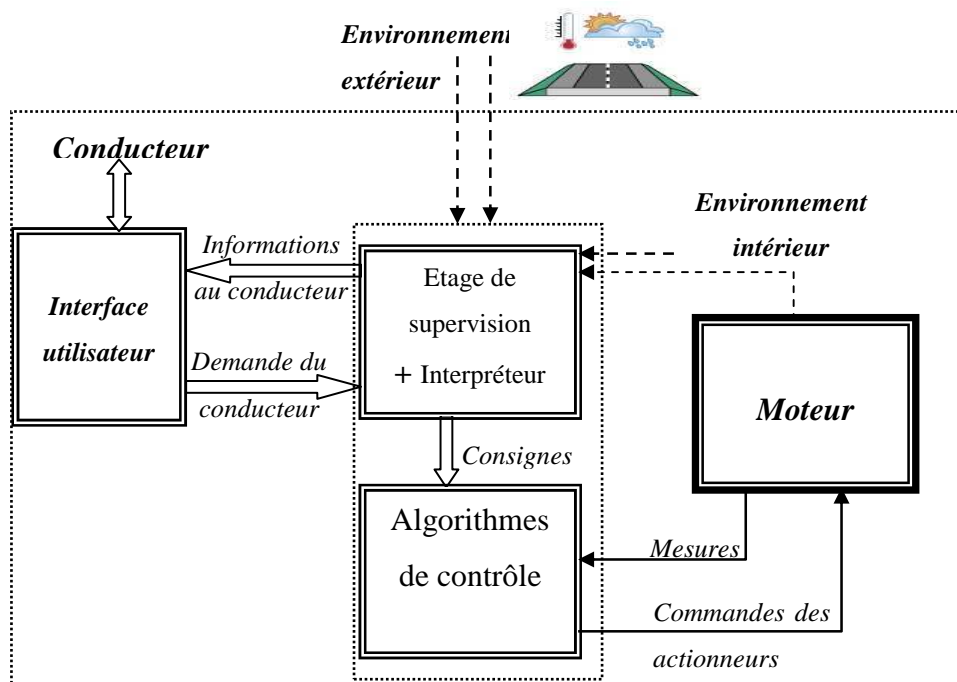 Environnement
extérieur
Conducteur
Environnement
intérieur
Informations
au conducteur
Interface
utilisateur
Demande du
conducteur
Etage de
supervision
+ Interpréteur
Consignes
Moteur
Algorithmes
de contrôle
Mesures
Commandes des
actionneurs